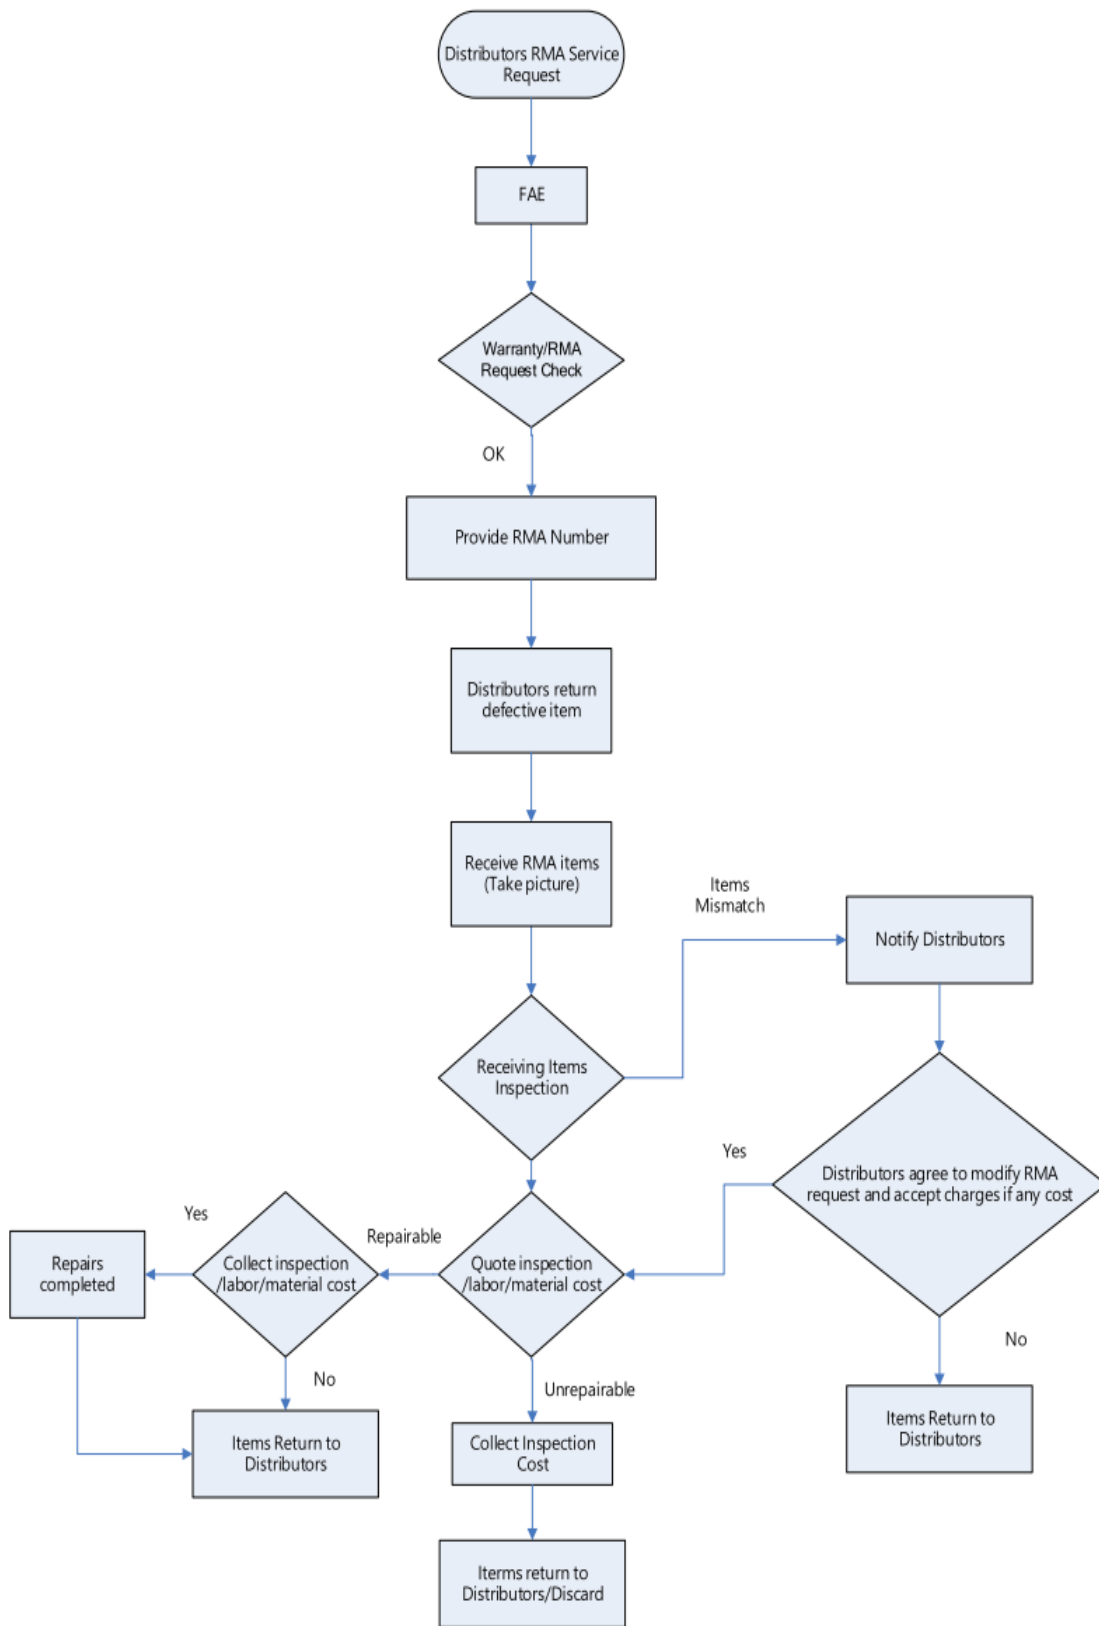 Distributors RMA Service
Request
FAE
Warranty/RMA
Request Check
OK
Provide RMA Number
Distributors return
defective item
Receive RMA items
(Take picture)
Items
Mismatch
Notify Distributors
Receiving Items
Inspection
Yes
Distributors agree to modify RMA
request and accept charges if any cost
Yes
Repairable
Repairs
completed
Collect inspection
/labor/material cost
Quote inspection
/labor/material cost
No
No
Unrepairable
Items Return to
Distributors
Collect Inspection
Cost
Items Return to
Distributors
Iterms return to
Distributors/Discard